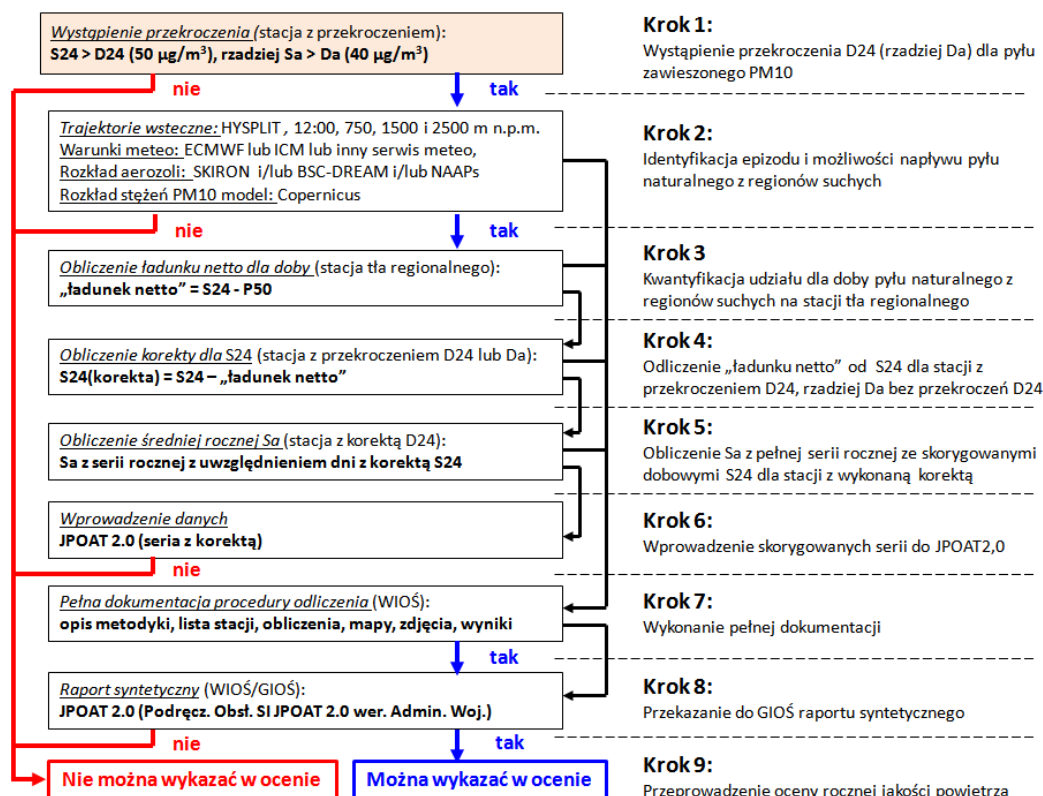 Wystąpienie przekroczenia (stacja z przekroczeniem):
S24 > D24 (50 µg/m³), rzadziej Sa > Da (40 µg/m³)
Krok 1:
Wystąpienie przekroczenia D24 (rzadziej Da) dla pyłu
zawieszonego PM10
nie
tak
Trajektorie wsteczne: HYSPLIT , 12:00, 750, 1500 i 2500 m n.p.m.
Warunki meteo: ECMWF lub ICM lub inny serwis meteo,
Rozkład aerozoli: SKIRON i/lub BSC-DREAM i/lub NAAPs
Rozkład stężeń PM10 model: Copernicus
Krok 2:
Identyfikacja epizodu i możliwości napływu pyłu
naturalnego z regionów suchych
nie
tak
Obliczenie ładunku netto dla doby (stacja tła regionalnego):
„ładunek netto” = S24 - P50
Krok 3
Kwantyfikacja udziału dla doby pyłu naturalnego z
regionów suchych na stacji tła regionalnego
Obliczenie korekty dla S24 (stacja z przekroczeniem D24 lub Da):
S24(korekta) = S24 – „ładunek netto”
Krok 4:
Odliczenie „ładunku netto” od S24 dla stacji z
przekroczeniem D24, rzadziej Da bez przekroczeń D24
Obliczenie średniej rocznej Sa (stacja z korektą D24):
Sa z serii rocznej z uwzględnieniem dni z korektą S24
Krok 5:
Obliczenie Sa z pełnej serii rocznej ze skorygowanymi
dobowymi S24 dla stacji z wykonaną korektą
Wprowadzenie danych
JPOAT 2.0 (seria z korektą)
Krok 6:
Wprowadzenie skorygowanych serii do JPOAT2,0
nie
Pełna dokumentacja procedury odliczenia (WIOŚ):
opis metodyki, lista stacji, obliczenia, mapy, zdjęcia, wyniki
Krok 7:
Wykonanie pełnej dokumentacji
tak
Raport syntetyczny (WIOŚ/GIOŚ):
JPOAT 2.0 (Podręcz. Obsł. SI JPOAT 2.0 wer. Admin. Woj.)
Krok 8:
Przekazanie do GIOŚ raportu syntetycznego
nie
tak
Nie można wykazać w ocenie
Można wykazać w ocenie
Krok 9:
Przeprowadzenie oceny rocznej jakości powietrza